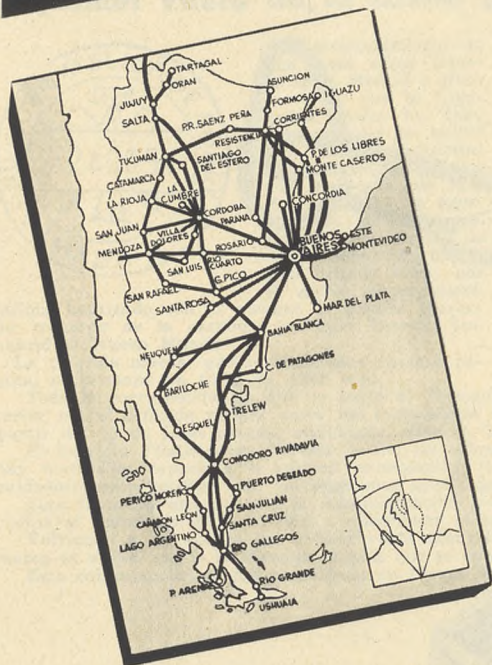 TARTAGAL
ORAN
JUJUY
SALTA
ASUNCION
FORMOSA
IGUAZU
CORRIENTES
P.R. SAENZ PEÑA
RESISTENCIA
TUCUMAN
SANTIAGO
DEL ESTERO
P. DE LOS LIBRES
MONTE CASEROS
CATAMARCA
LA
CUMBRE
LA RIOJA
CONCORDIA
CORDOBA
PARANA
SAN JUAN
VILLA
DOLORES
MENDOZA
ROSARIO
BUENOS
AIRES
ESTE
MONTEVIDEO
SAN LUIS
RIO
CUARTO
G. PICO
SAN RAFAEL
SANTA ROSA
MAR DEL PLATA
BAHIA BLANCA
NEUQUEN
C. DE PATAGONES
BARILOCHE
TRELEW
ESQUEL
COMODORO RIVADAVIA
PERICO MORENO
PUERTO DESEADO
SAN JULIAN
CAÑADON LEON
SANTA CRUZ
LAGO ARGENTINO
RIO GALLEGOS
P. ARENAS
RIO GRANDE
USHUAIA